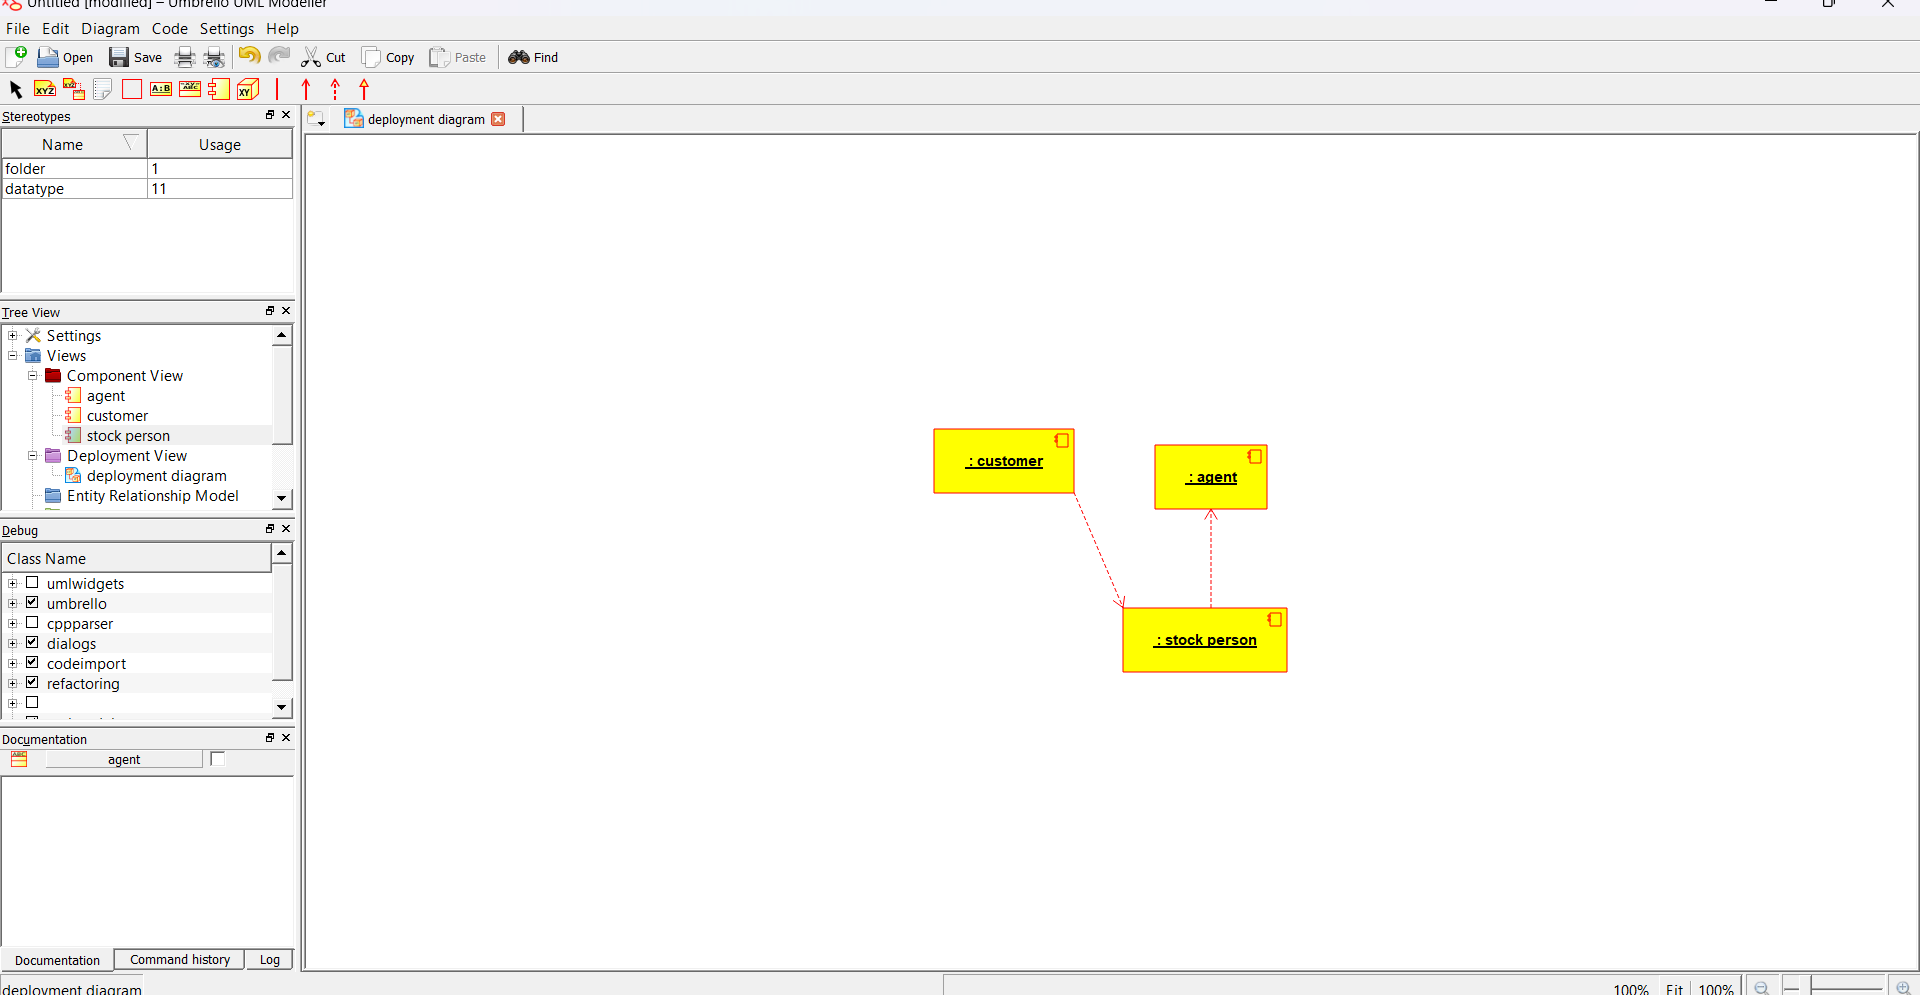 Untitled [modified] – Umbrello UML Modeller
File Edit Diagram Code Settings Help
Open Save Cut Copy Paste Find
XYZ A:B ABC XY
Stereotypes
deployment diagram
Name Usage
folder 1
datatype 11
Tree View
Settings
Views
Component View
agent
customer
stock person
Deployment View
deployment diagram
Entity Relationship Model
: customer
: agent
: stock person
Debug
Class Name
umlwidgets
umbrello
cppparser
dialogs
codeimport
refactoring
Documentation
agent
Documentation Command history Log
deployment diagram
100% Fit 100%